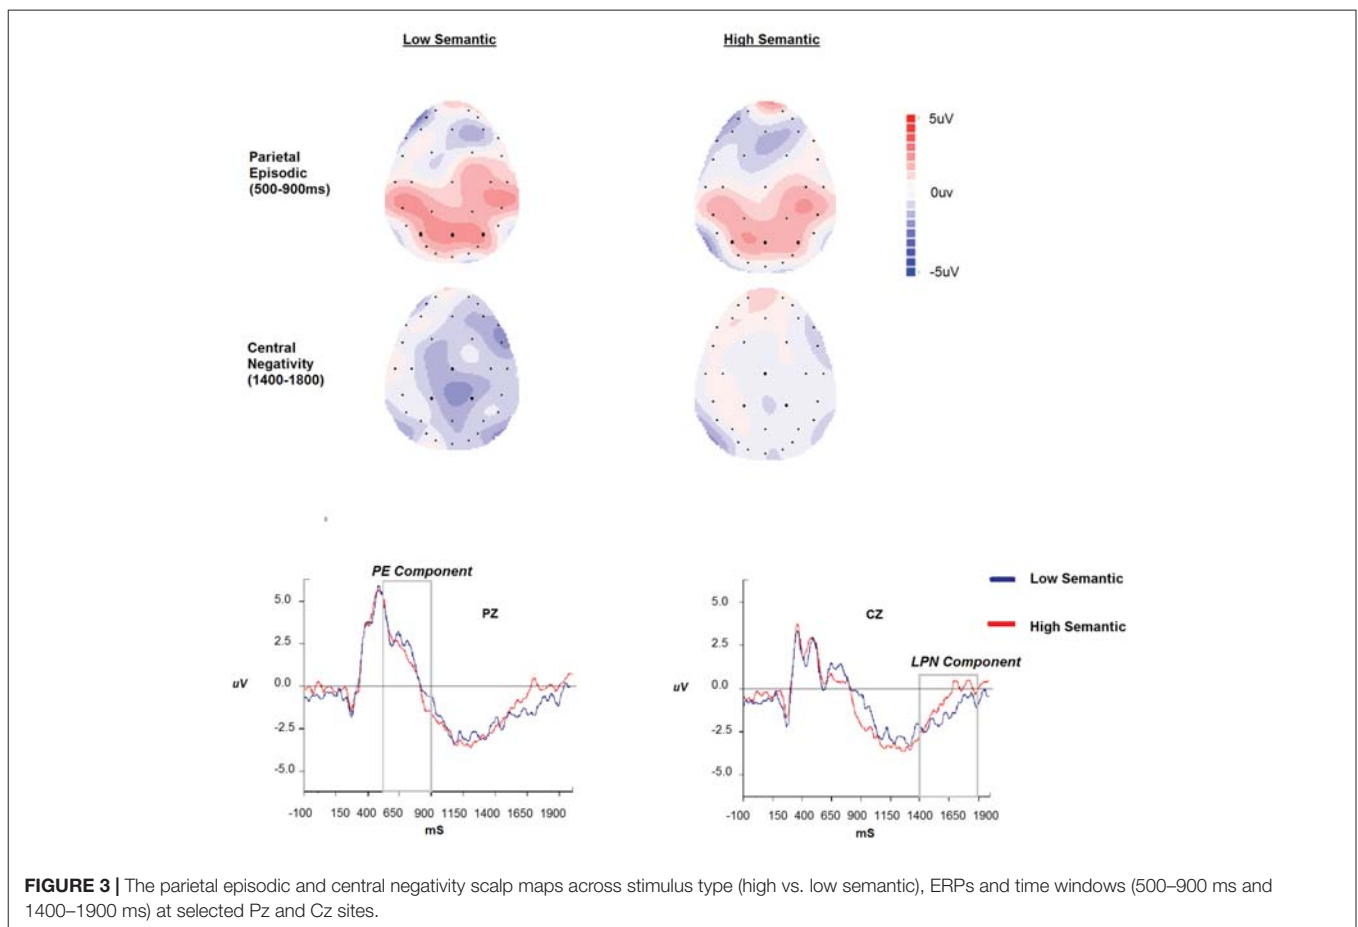 Low Semantic
High Semantic
Parietal
Episodic
(500-900ms)
5uV
0uv
-5uV
Central
Negativity
(1400-1800)
PE Component
PZ
5.0
2.5
0.0
uV
-2.5
-5.0
-100 150 400 650 900 1150 1400 1650 1900
mS
Low Semantic
High Semantic
CZ
LPN Component
5.0
2.5
0.0
uV
-2.5
-5.0
-100 150 400 650 900 1150 1400 1650 1900
mS
FIGURE 3 | The parietal episodic and central negativity scalp maps across stimulus type (high vs. low semantic), ERPs and time windows (500–900 ms and
1400–1900 ms) at selected Pz and Cz sites.